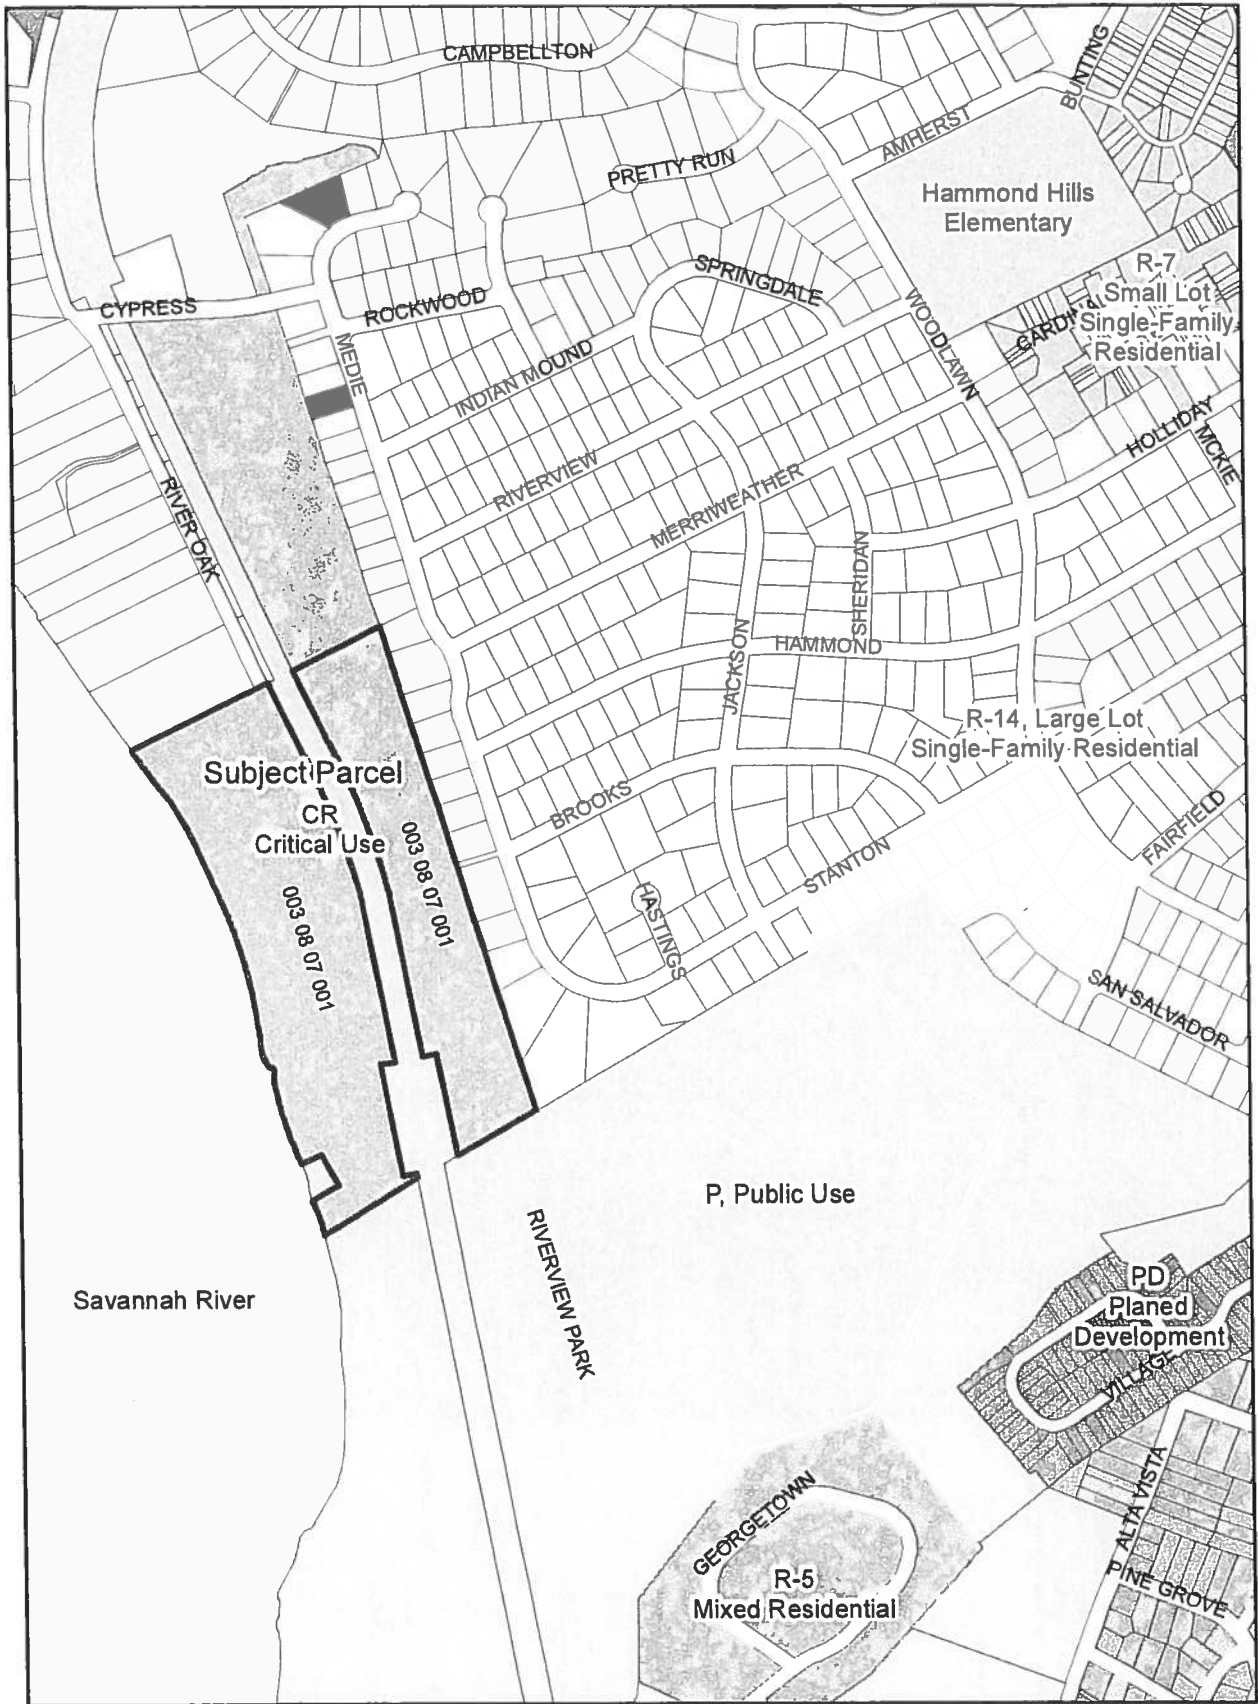 CAMPBELLTON
BUNTING
AMHERST
PRETTY RUN
Hammond Hills
Elementary
R-7
Small Lot
Single-Family
Residential
SPRINGDALE
CYPRESS
ROCKWOOD
WOODLAWN
MEDIE
INDIAN MOUND
HOLLIDAY
MCKIE
RIVERVIEW
MERRIWEATHER
RIVER OAK
SHERIDAN
HAMMOND
JACKSON
R-14, Large Lot
Single-Family Residential
Subject Parcel
CR
Critical Use
003 08 07 001
003 08 07 001
BROOKS
STANTON
FAIRFIELD
HASTINGS
SAN SALVADOR
P, Public Use
RIVERVIEW PARK
Savannah River
PD
Planed
Development
VILLAGE
ALTA VISTA
GEORGETOWN
R-5
Mixed Residential
PINE GROVE